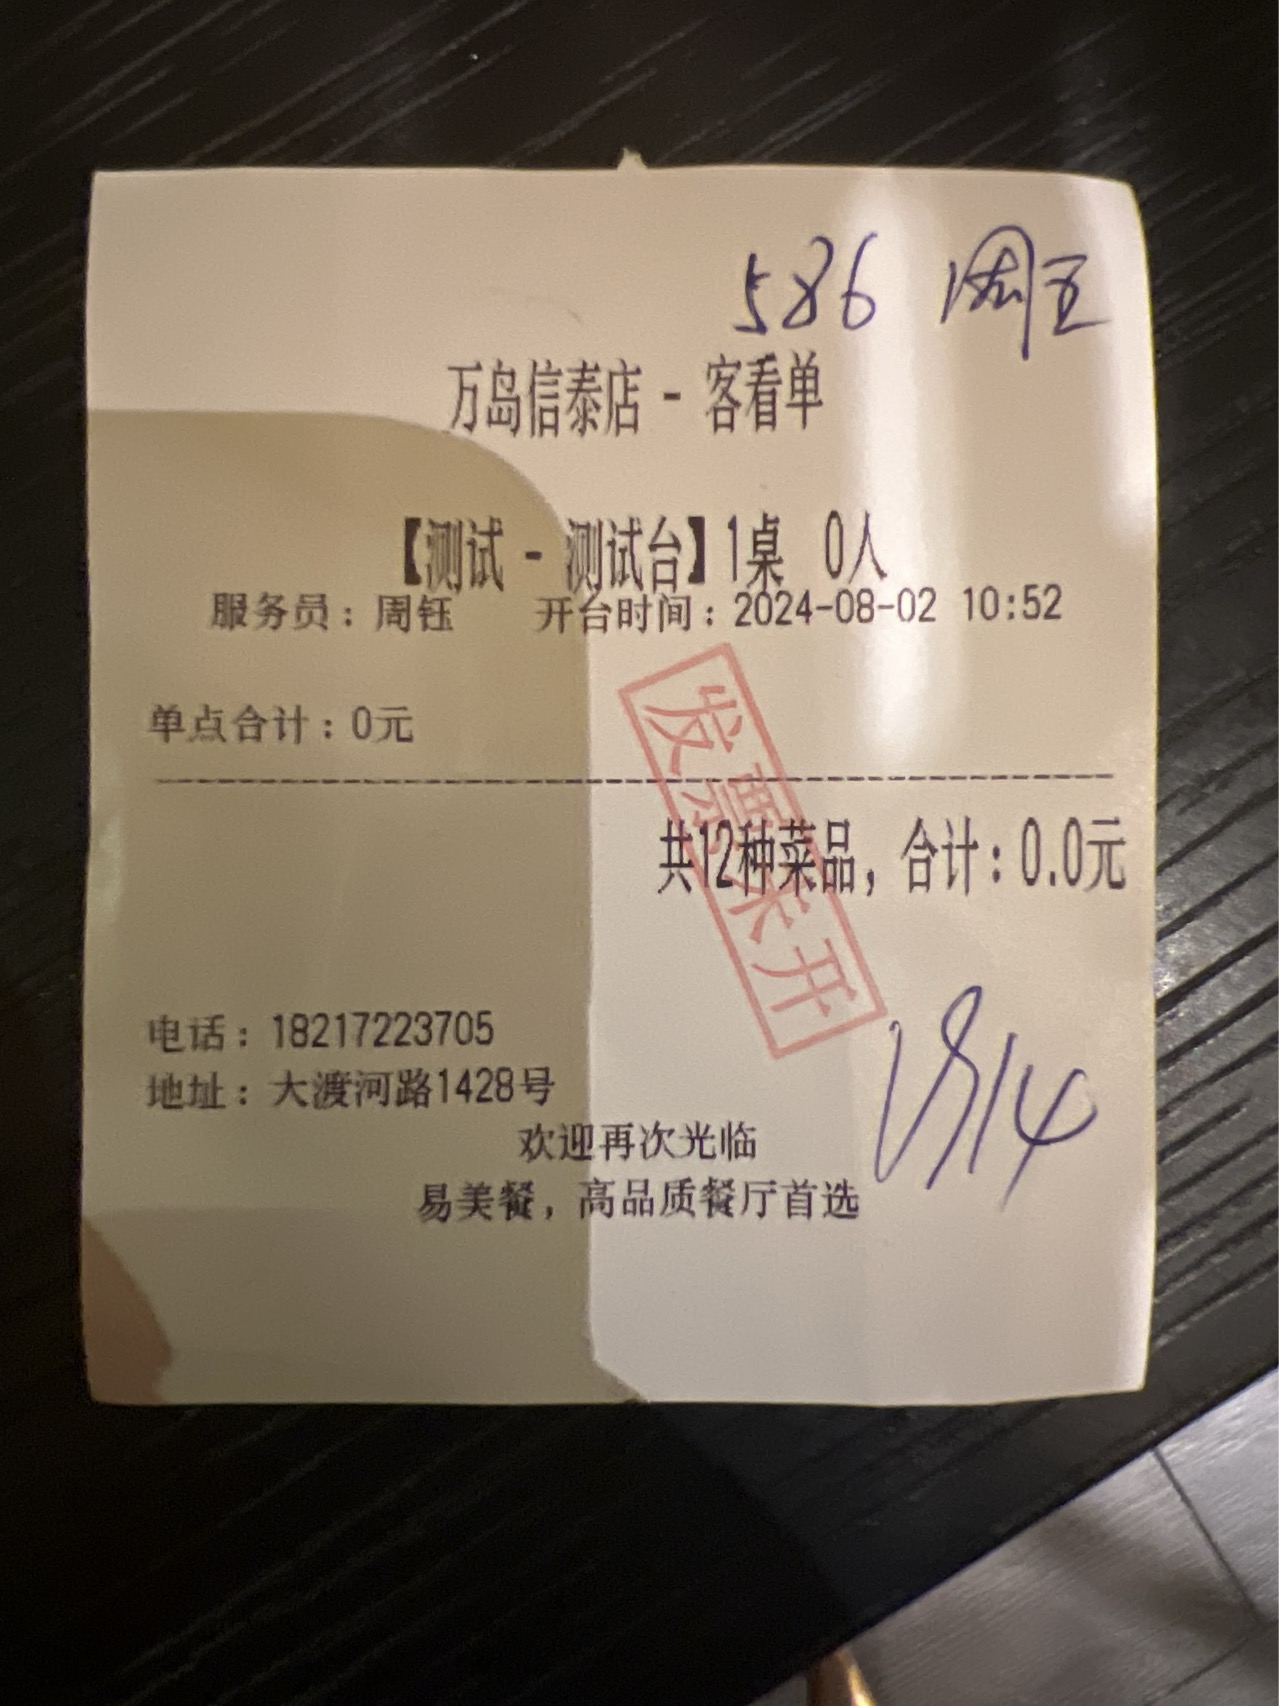 586 周五
万岛信泰店 - 客看单
【测试 - 测试台】1桌 0人
服务员：周钰 开台时间：2024-08-02 10:52
单点合计：0元
发票未开
共12种菜品，合计：0.0元
电话：18217223705
地址：大渡河路1428号
欢迎再次光临
易美餐，高品质餐厅首选